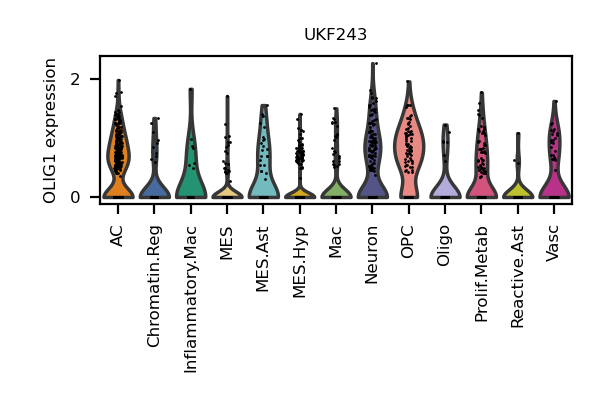 UKF243
OLIG1 expression
2
0
AC
Chromatin.Reg
Inflammatory.Mac
MES
MES.Ast
MES.Hyp
Mac
Neuron
OPC
Oligo
Prolif.Metab
Reactive.Ast
Vasc